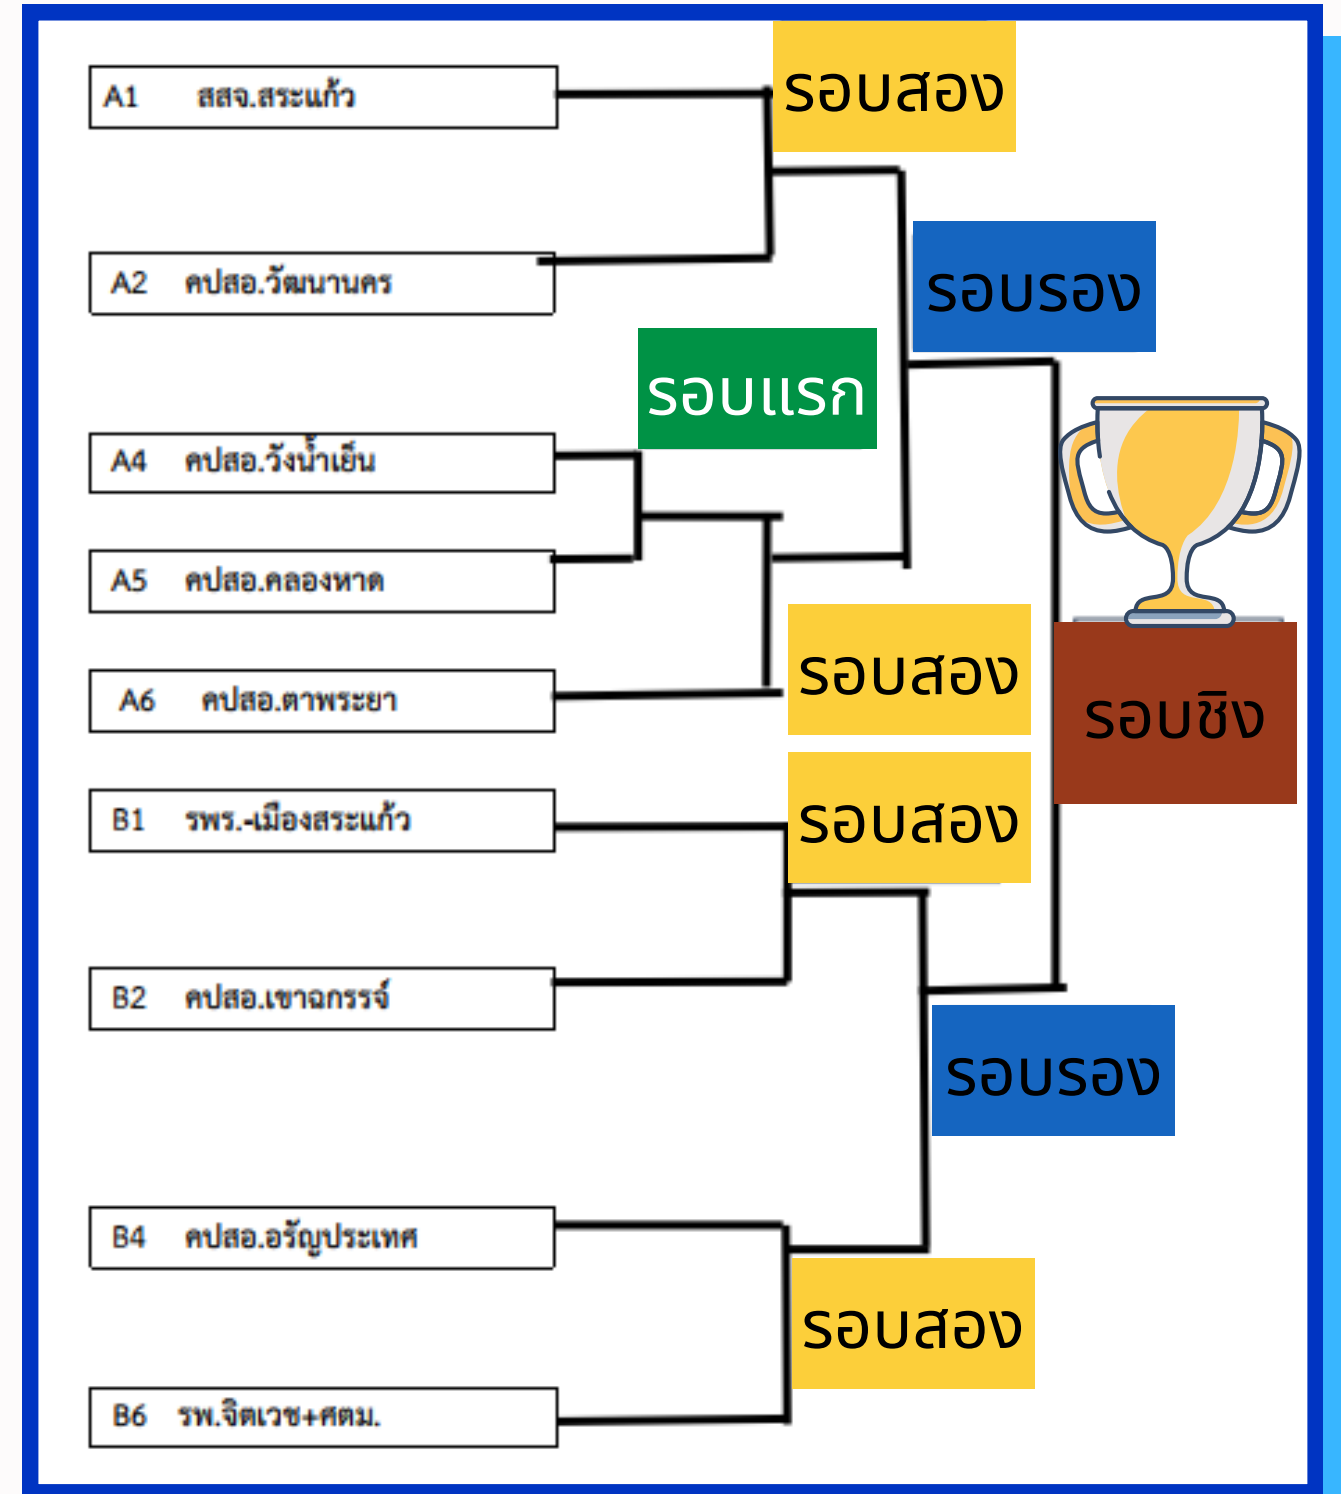 รอบสอง
A1 สสจ.สระแก้ว
A2 คปสอ.วัฒนานคร
รอบรอง
รอบแรก
A4 คปสอ.วังน้ำเย็น
A5 คปสอ.คลองหาด
รอบสอง
A6 คปสอ.ตาพระยา
รอบชิง
B1 รพร.-เมืองสระแก้ว
รอบสอง
B2 คปสอ.เขาฉกรรจ์
รอบรอง
B4 คปสอ.อรัญประเทศ
รอบสอง
B6 รพ.จิตเวช+ศตม.